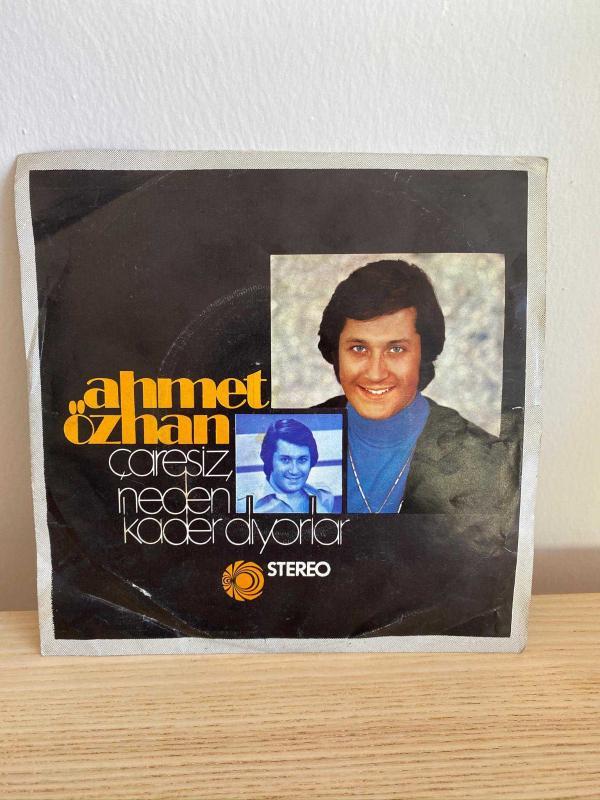 ahmet
özhan
çaresiz,
neden
kader diyorlar
STEREO